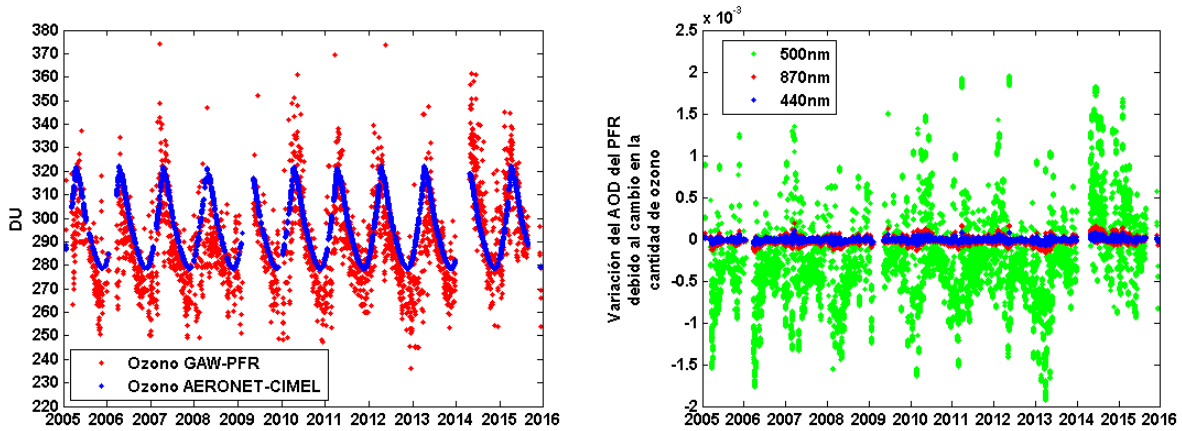 380
370
360
350
340
330
320
310
300
290
280
270
260
250
240
230
220
DU
Ozono GAW-PFR
Ozono AERONET-CIMEL
2005 2006 2007 2008 2009 2010 2011 2012 2013 2014 2015 2016
x 10⁻³
2.5
2
1.5
1
0.5
0
-0.5
-1
-1.5
-2
Variación del AOD del PFR
debido al cambio en la
cantidad de ozono
500nm
870nm
440nm
2005 2006 2007 2008 2009 2010 2011 2012 2013 2014 2015 2016